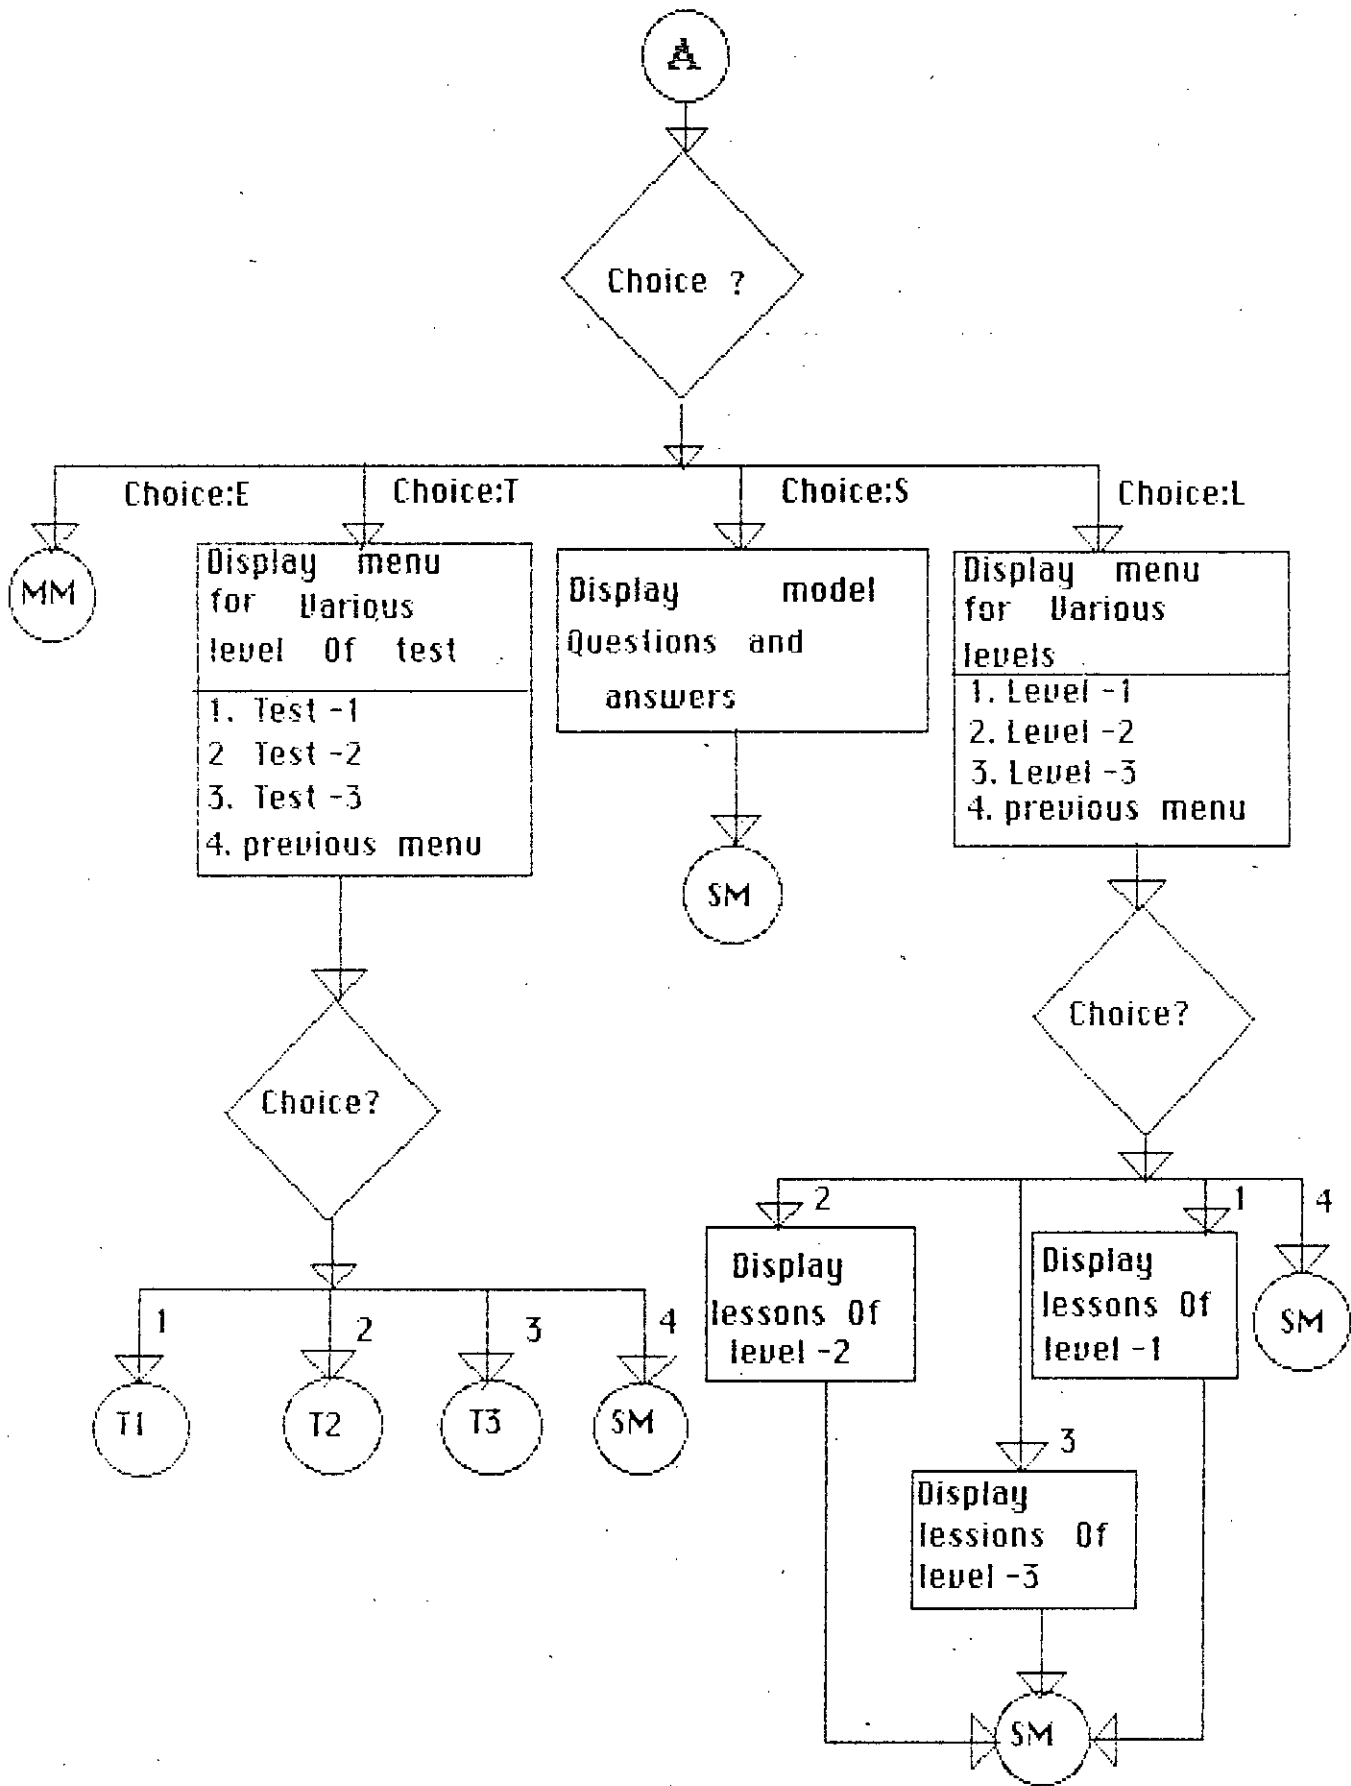 A
Choice ?
Choice:E
Choice:T
Choice:S
Choice:L
MM
Display menu
for Various
level Of test
1. Test -1
2 Test -2
3. Test -3
4. previous menu
Display model
Questions and
answers
SM
Display menu
for Various
levels
1. Level -1
2. Level -2
3. Level -3
4. previous menu
Choice?
1
2
3
4
T1
T2
T3
SM
Choice?
2
1
4
Display
lessons Of
level -2
Display
lessons Of
level -1
SM
3
Display
lessions Of
level -3
SM